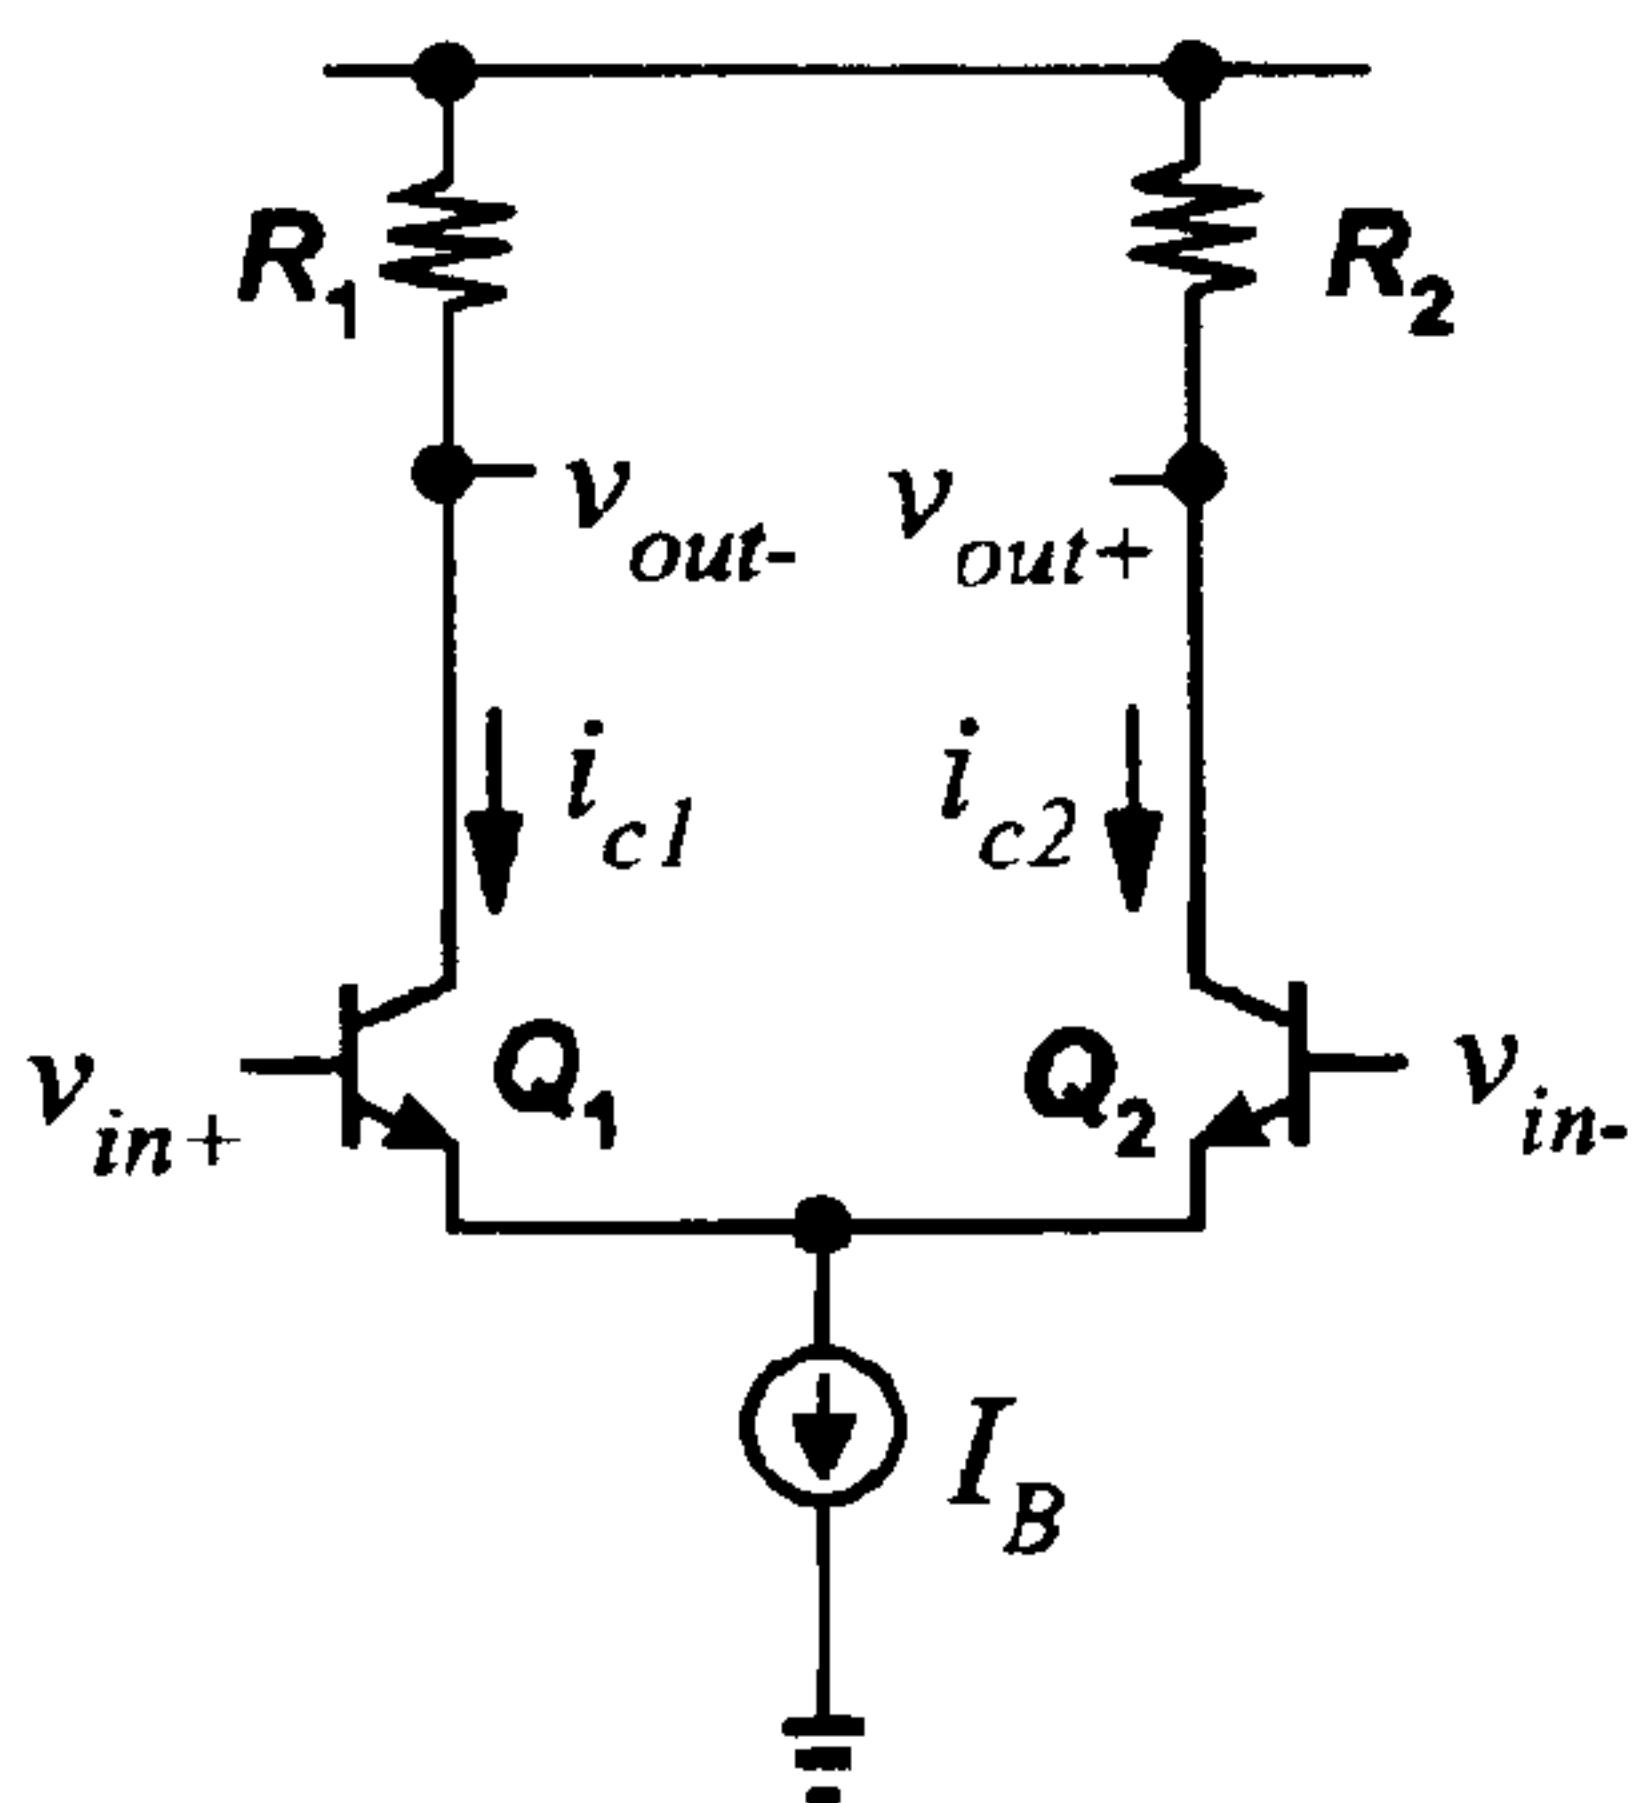 R1
R2
vout-
vout+
ic1
ic2
vin+
Q1
Q2
vin-
IB